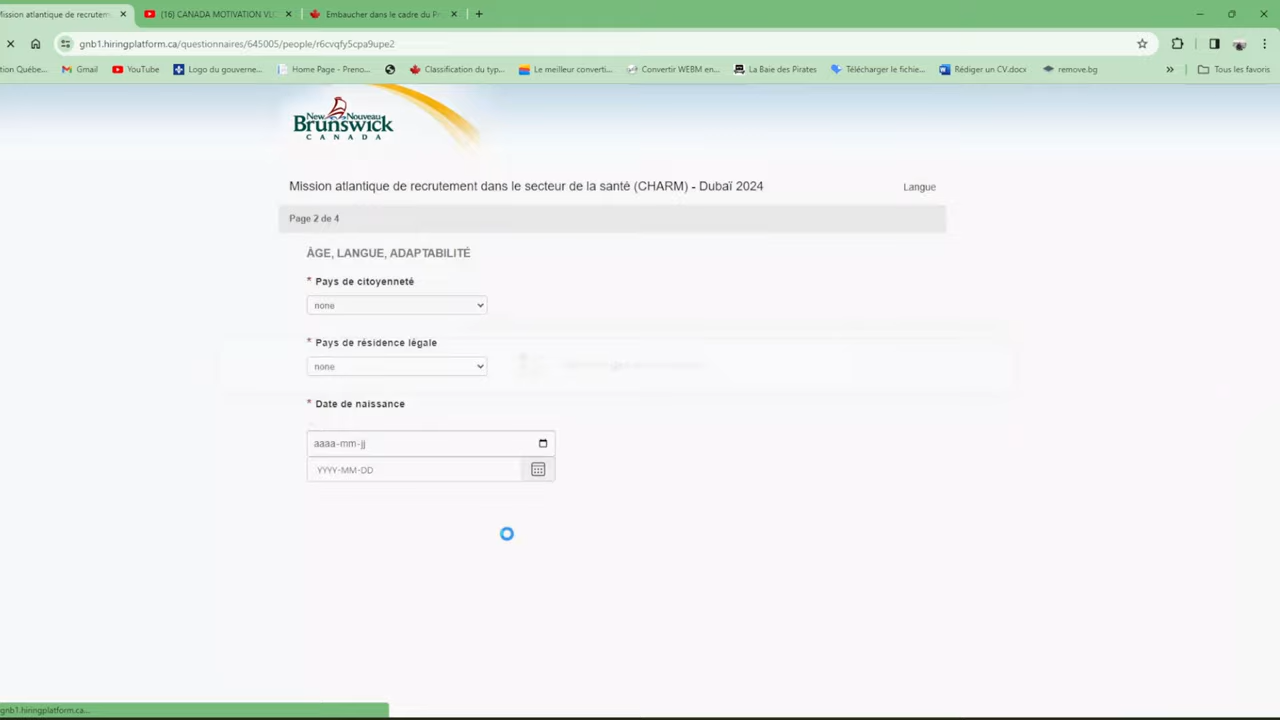 Mission atlantique de recrutem
(16) CANADA MOTIVATION VL
Embaucher dans le cadre du P
gnb1.hiringplatform.ca/questionnaires/645005/people/r6cvqfy5cpa9upe2
tion Québe...
Gmail
YouTube
Logo du gouverne...
Home Page - Preno...
Classification du typ...
Le meilleur converti...
Convertir WEBM en...
La Baie des Pirates
Télécharger le fichie...
Rédiger un CV.docx
remove.bg
Tous les favoris
New Nouveau
Brunswick
CANADA
Mission atlantique de recrutement dans le secteur de la santé (CHARM) - Dubaï 2024
Langue
Page 2 de 4
ÂGE, LANGUE, ADAPTABILITÉ
* Pays de citoyenneté
none
* Pays de résidence légale
none
* Date de naissance
aaaa-mm-jj
YYYY-MM-DD
gnb1.hiringplatform.ca...